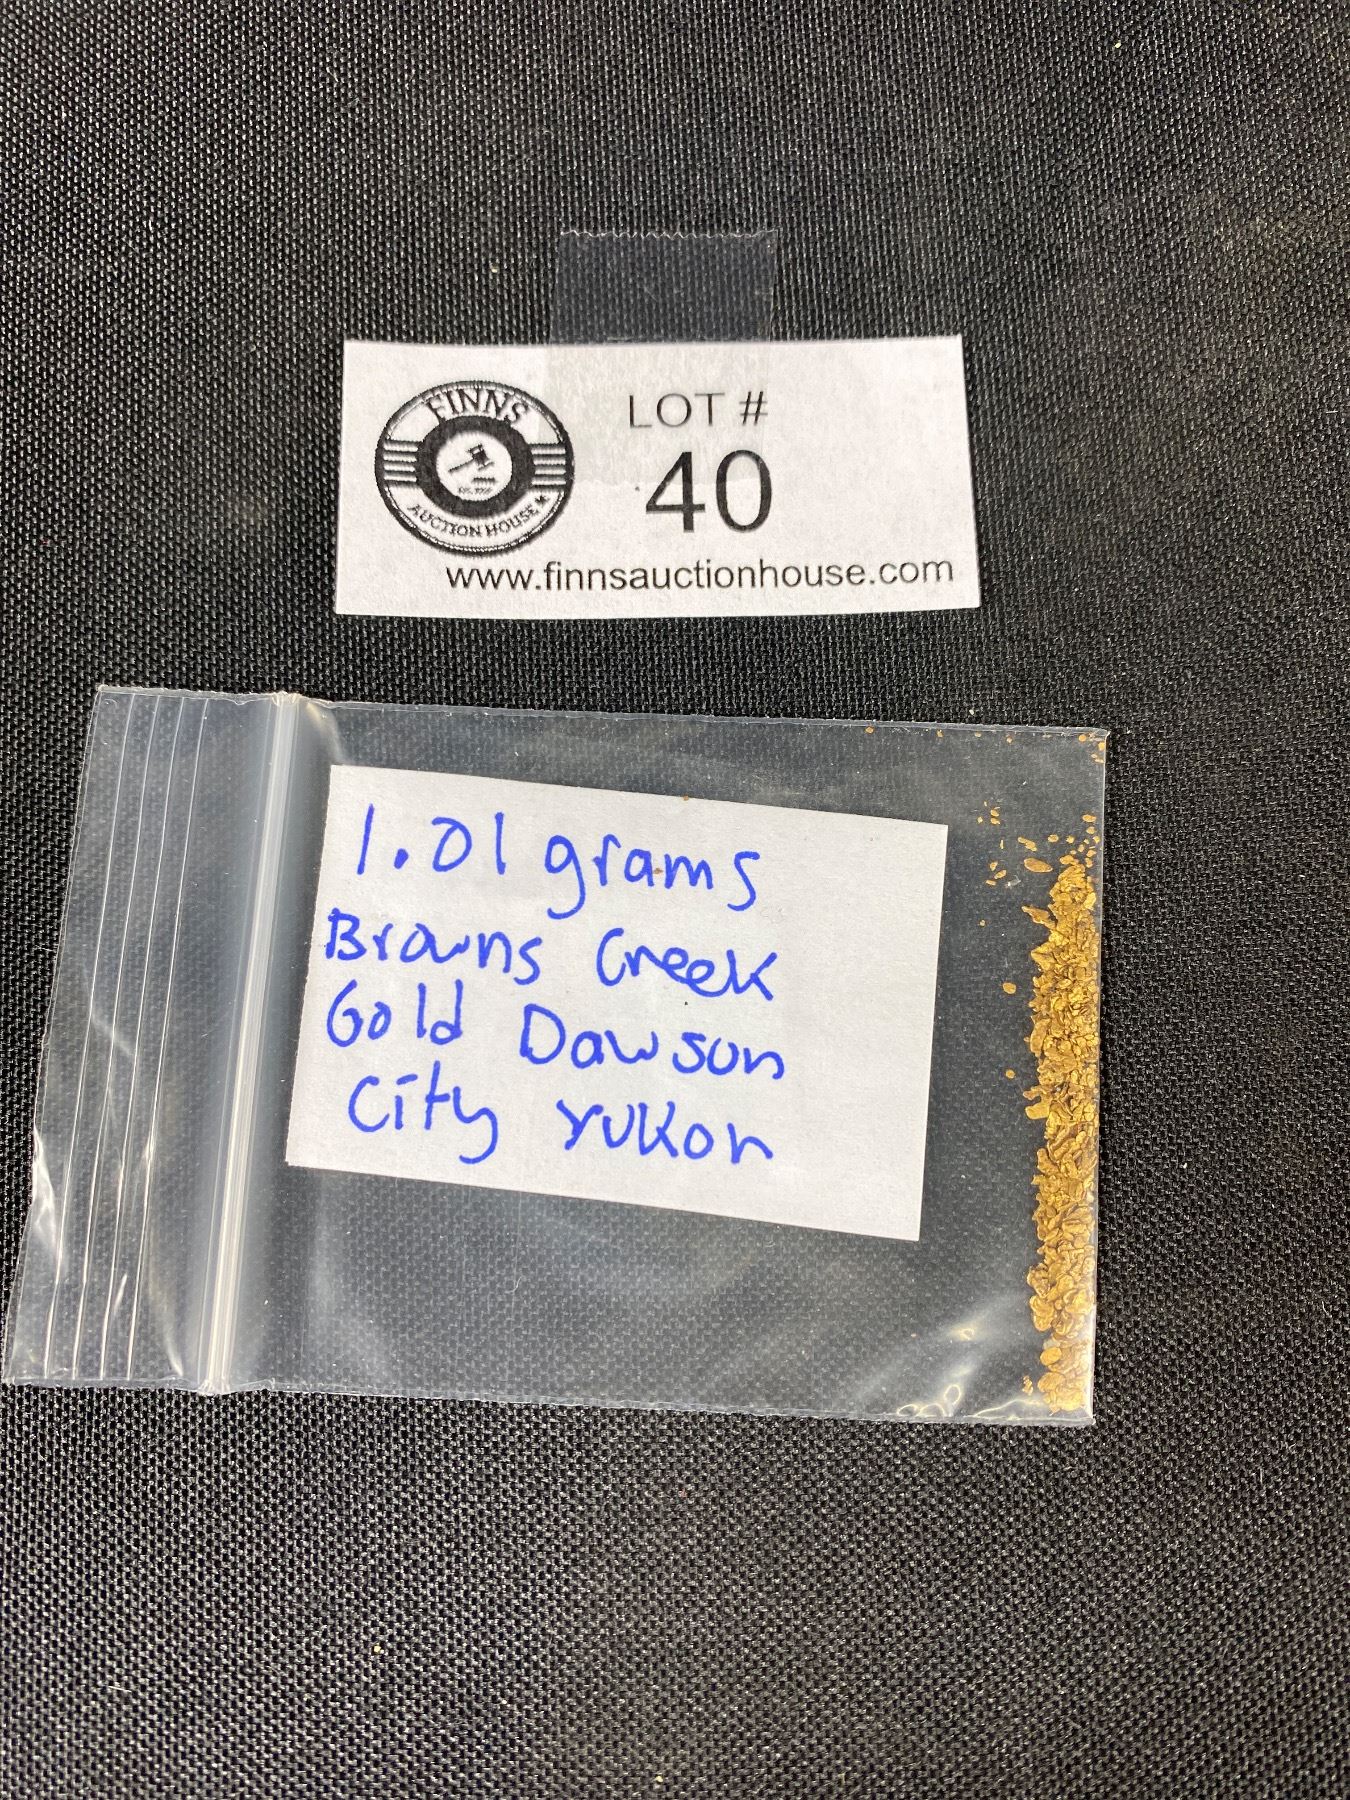 FINNS
AUCTION HOUSE
LOT #
40
www.finnsauctionhouse.com
1.01 grams
Browns Creek
Gold Dawson
City Yukon